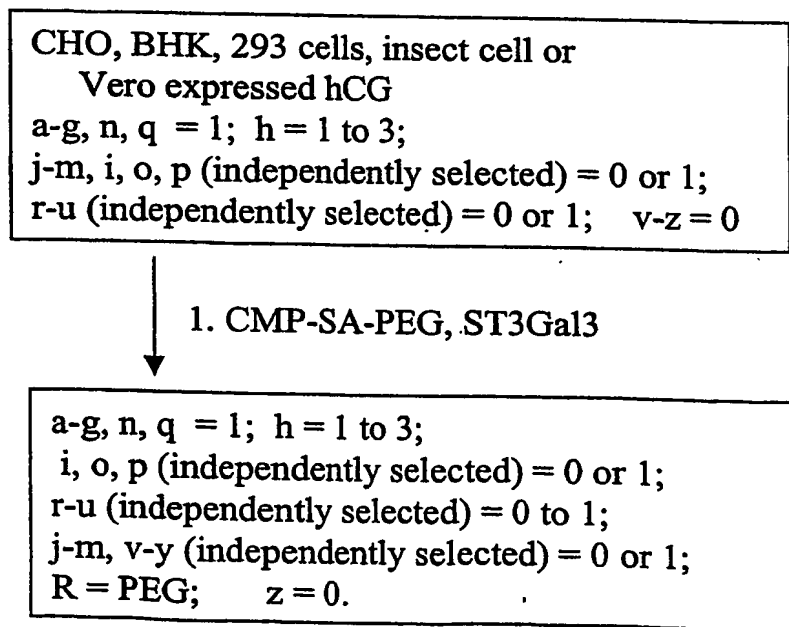 CHO, BHK, 293 cells, insect cell or
Vero expressed hCG
a-g, n, q = 1; h = 1 to 3;
j-m, i, o, p (independently selected) = 0 or 1;
r-u (independently selected) = 0 or 1; v-z = 0
1. CMP-SA-PEG, ST3Gal3
a-g, n, q = 1; h = 1 to 3;
i, o, p (independently selected) = 0 or 1;
r-u (independently selected) = 0 to 1;
j-m, v-y (independently selected) = 0 or 1;
R = PEG; z = 0.